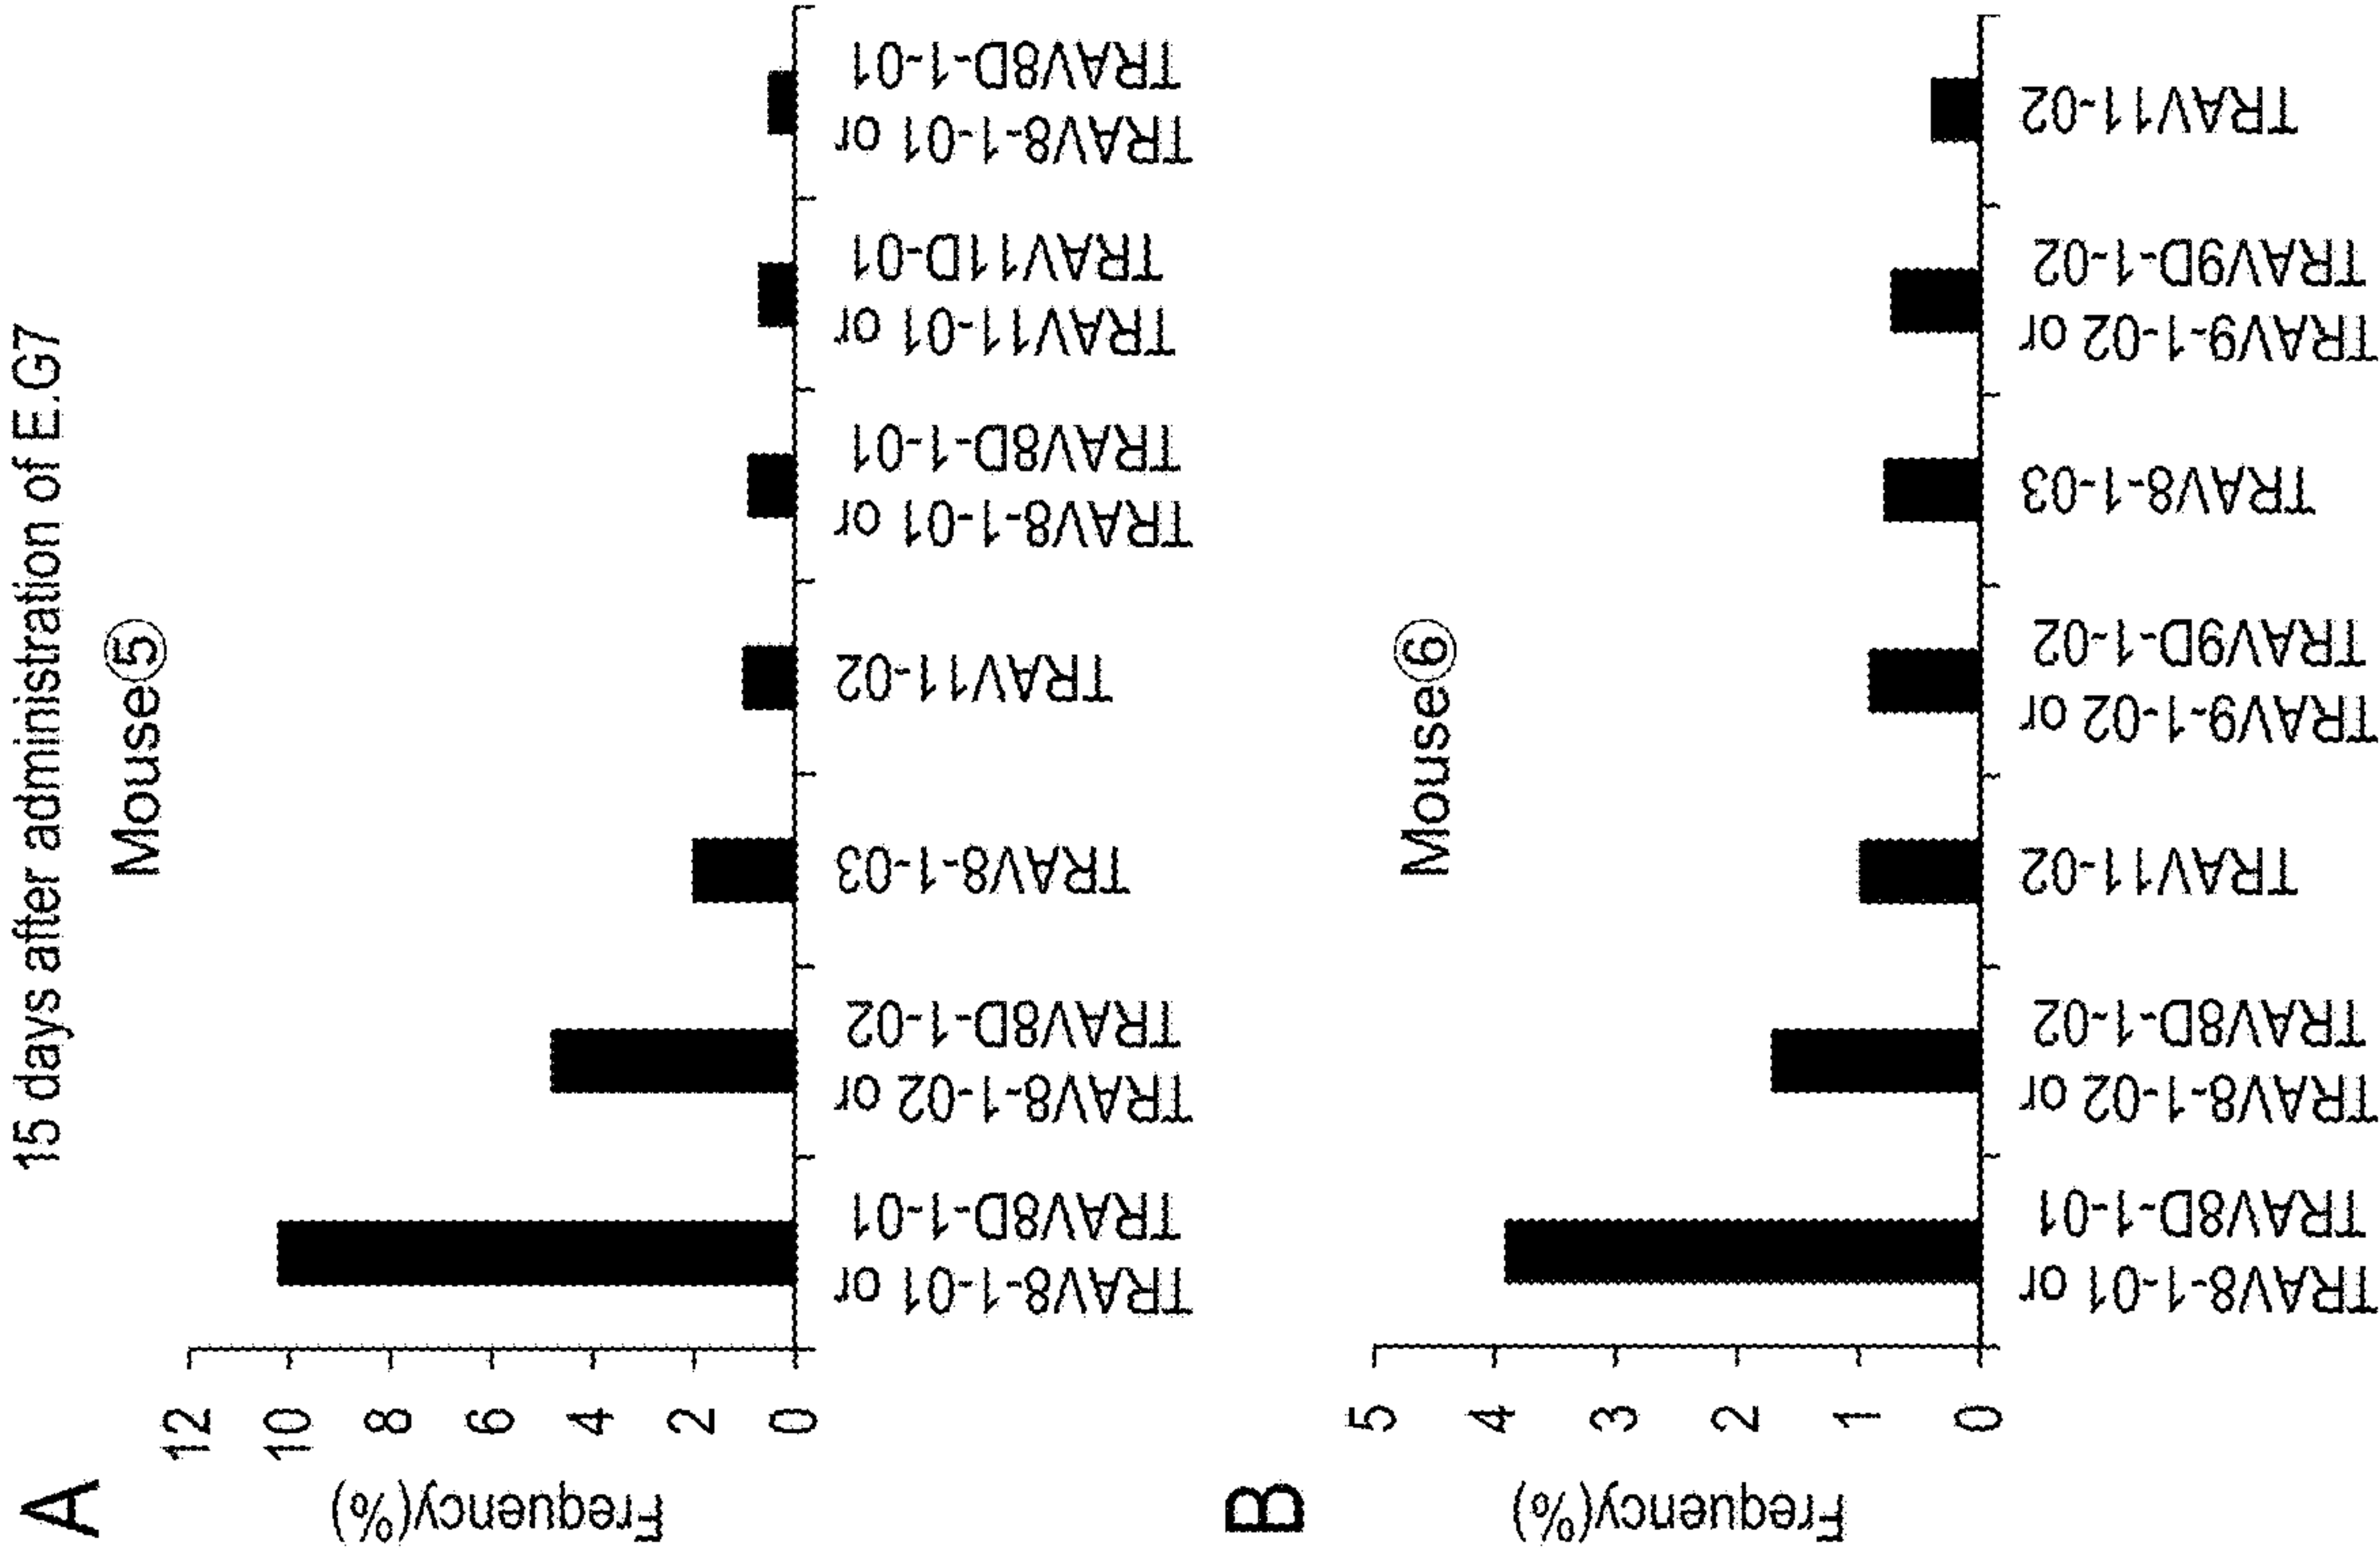 15 days after administration of E.G7
A
Mouse⑤
Frequency(%)
12
10
8
6
4
2
0
TRAV8-1-01 or
TRAV8D-1-01
TRAV8-1-02 or
TRAV8D-1-02
TRAV8-1-03
TRAV11-02
TRAV8-1-01 or
TRAV8D-1-01
TRAV11-01 or
TRAV11D-01
TRAV8-1-01 or
TRAV8D-1-01
B
Mouse⑥
Frequency(%)
5
4
3
2
1
0
TRAV8-1-01 or
TRAV8D-1-01
TRAV8-1-02 or
TRAV8D-1-02
TRAV11-02
TRAV9-1-02 or
TRAV9D-1-02
TRAV8-1-03
TRAV9-1-02 or
TRAV9D-1-02
TRAV11-02